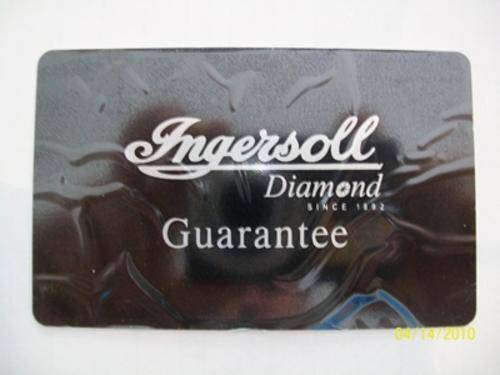 Ingersoll
Diamond
SINCE 1892
Guarantee
04/14/2010